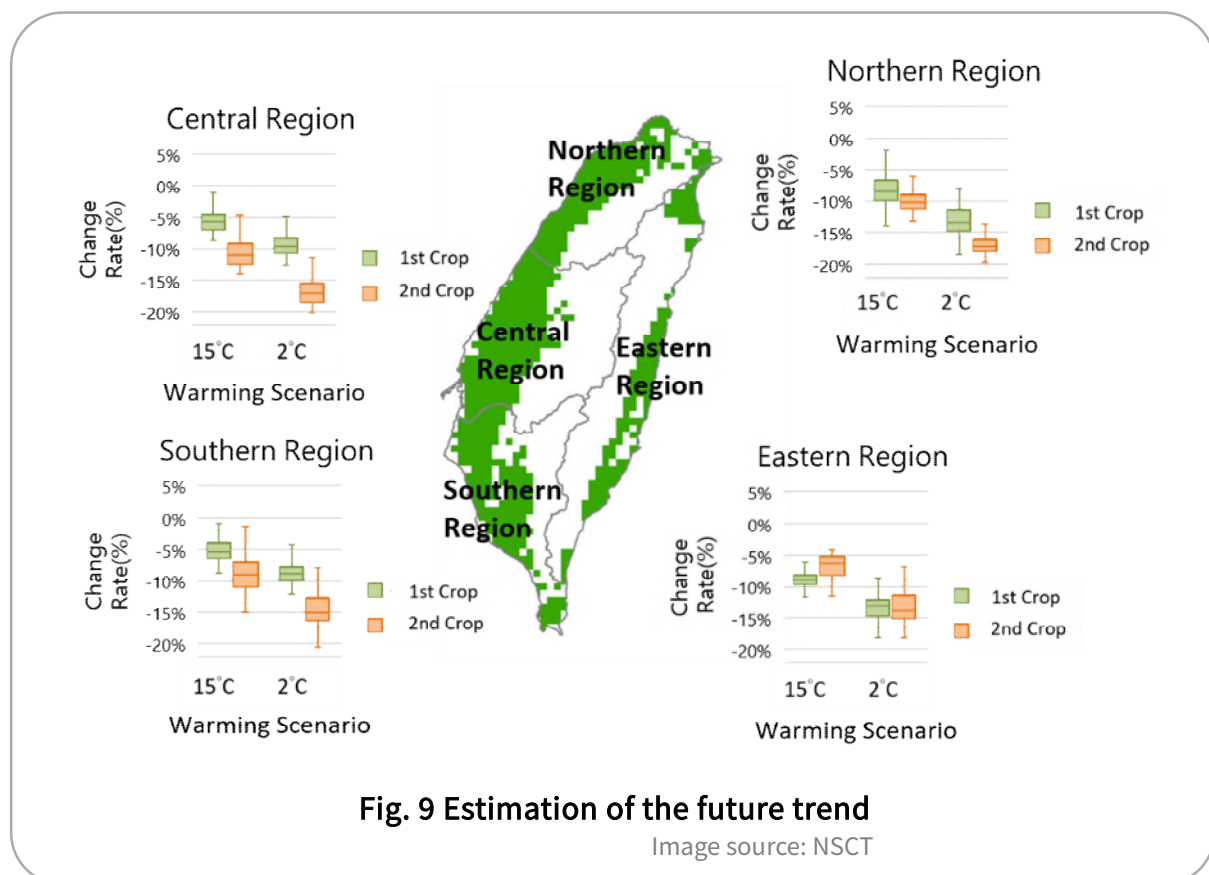 Central Region
5%
0%
-5%
-10%
-15%
-20%
Change
Rate(%)
1st Crop
2nd Crop
15°C 2°C
Warming Scenario
Northern Region
5%
0%
-5%
-10%
-15%
-20%
Change
Rate(%)
1st Crop
2nd Crop
15°C 2°C
Warming Scenario
Northern
Region
Central
Region
Eastern
Region
Southern
Region
Southern Region
5%
0%
-5%
-10%
-15%
-20%
Change
Rate(%)
1st Crop
2nd Crop
15°C 2°C
Warming Scenario
Eastern Region
5%
0%
-5%
-10%
-15%
-20%
Change
Rate(%)
1st Crop
2nd Crop
15°C 2°C
Warming Scenario
Fig. 9 Estimation of the future trend
Image source: NSCT